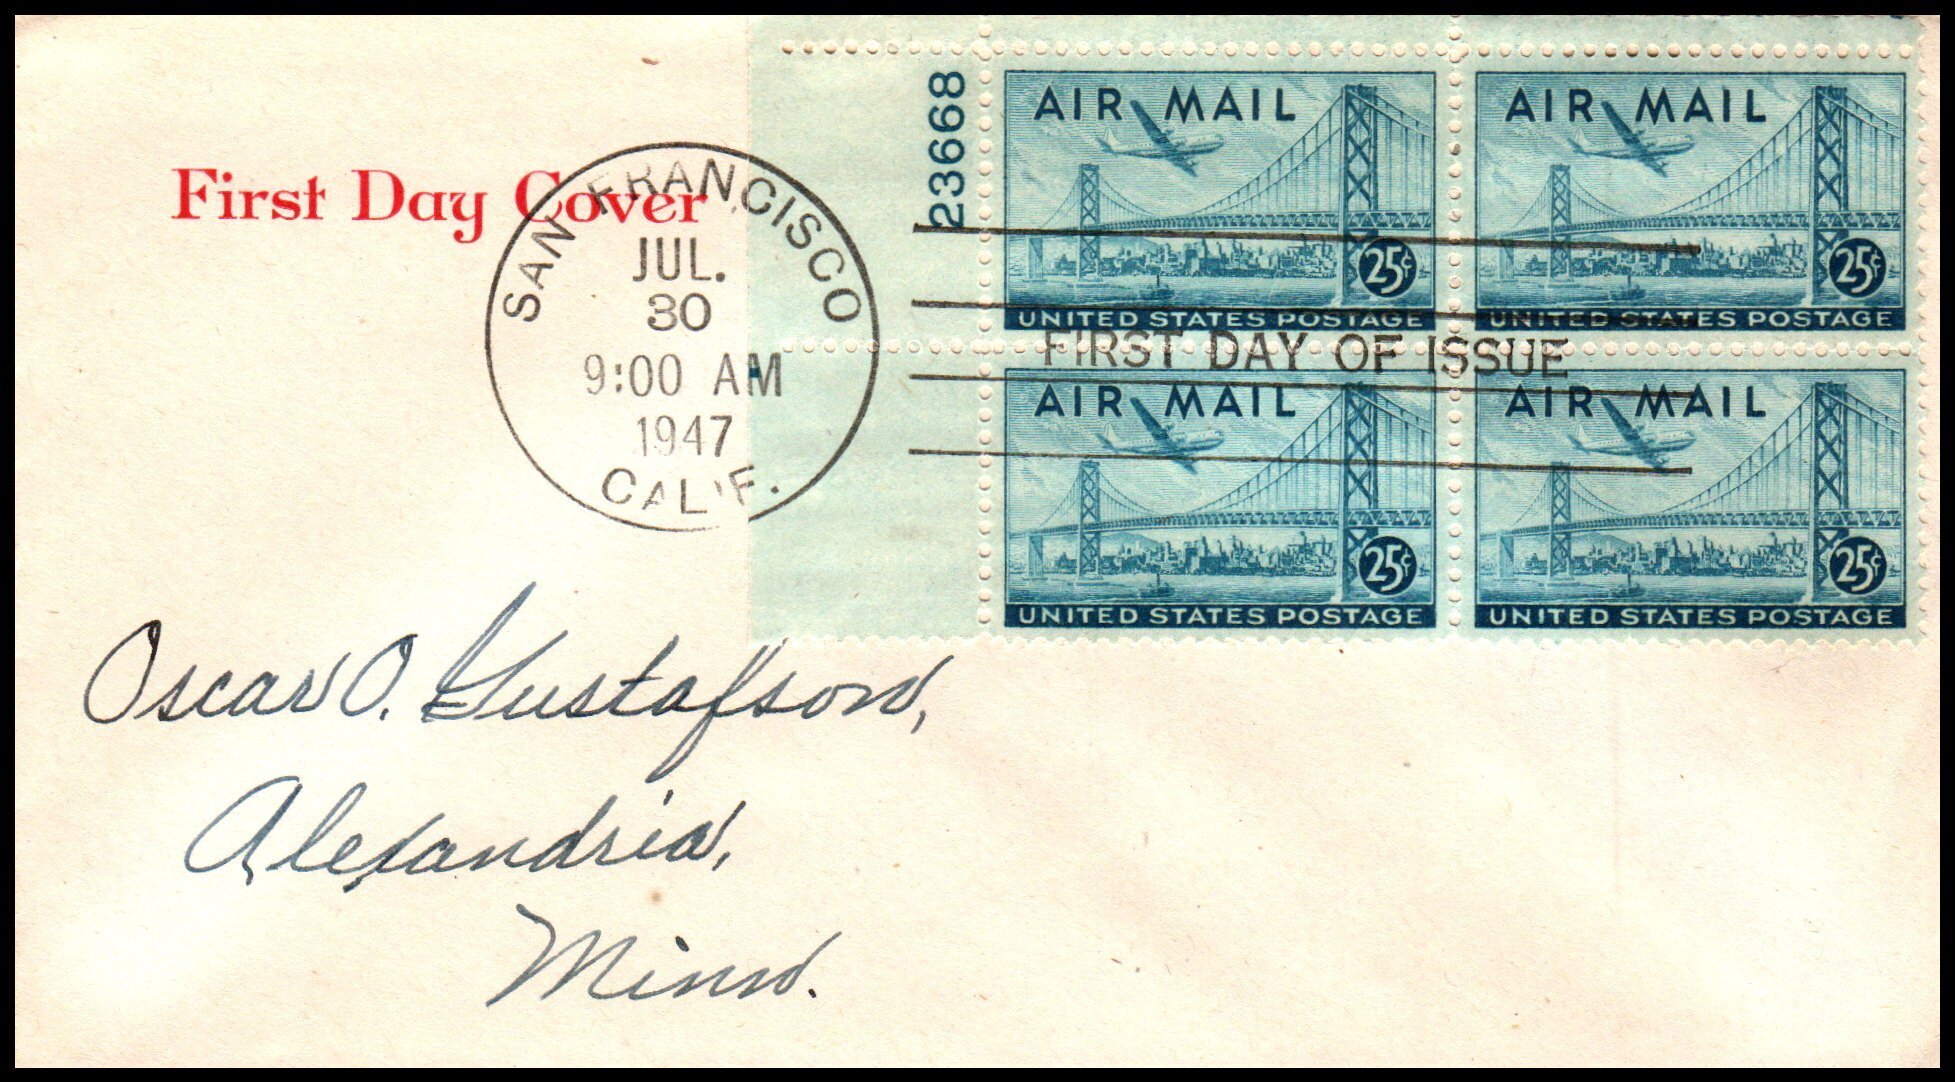 First Day Cover
SAN FRANCISCO
JUL.
30
9:00 AM
1947
CALIF.
23668
AIR MAIL
25¢
UNITED STATES POSTAGE
AIR MAIL
25¢
UNITED STATES POSTAGE
FIRST DAY OF ISSUE
AIR MAIL
25¢
UNITED STATES POSTAGE
AIR MAIL
25¢
UNITED STATES POSTAGE
Oscar O. Gustafson,
Alexandria,
Minn.